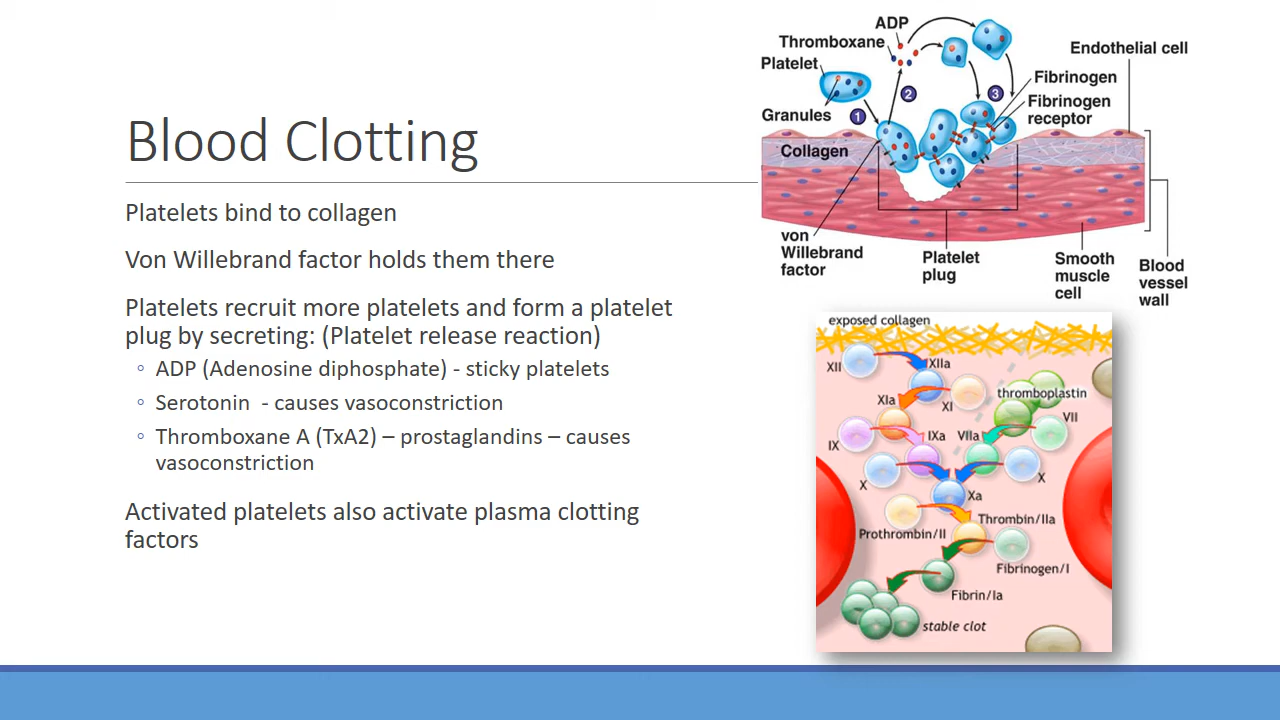 Blood Clotting
Platelets bind to collagen
Von Willebrand factor holds them there
Platelets recruit more platelets and form a platelet
plug by secreting: (Platelet release reaction)
◦ ADP (Adenosine diphosphate) - sticky platelets
◦ Serotonin  - causes vasoconstriction
◦ Thromboxane A (TxA2) – prostaglandins – causes
vasoconstriction
Activated platelets also activate plasma clotting
factors
ADP
Thromboxane
Platelet
Granules
1
2
3
Endothelial cell
Fibrinogen
Fibrinogen
receptor
Collagen
von
Willebrand
factor
Platelet
plug
Smooth
muscle
cell
Blood
vessel
wall
exposed collagen
XII
XIIa
XIa
XI
thromboplastin
VII
IX
IXa
VIIa
X
X
Xa
Prothrombin/II
Thrombin/IIa
Fibrinogen/I
Fibrin/Ia
stable clot